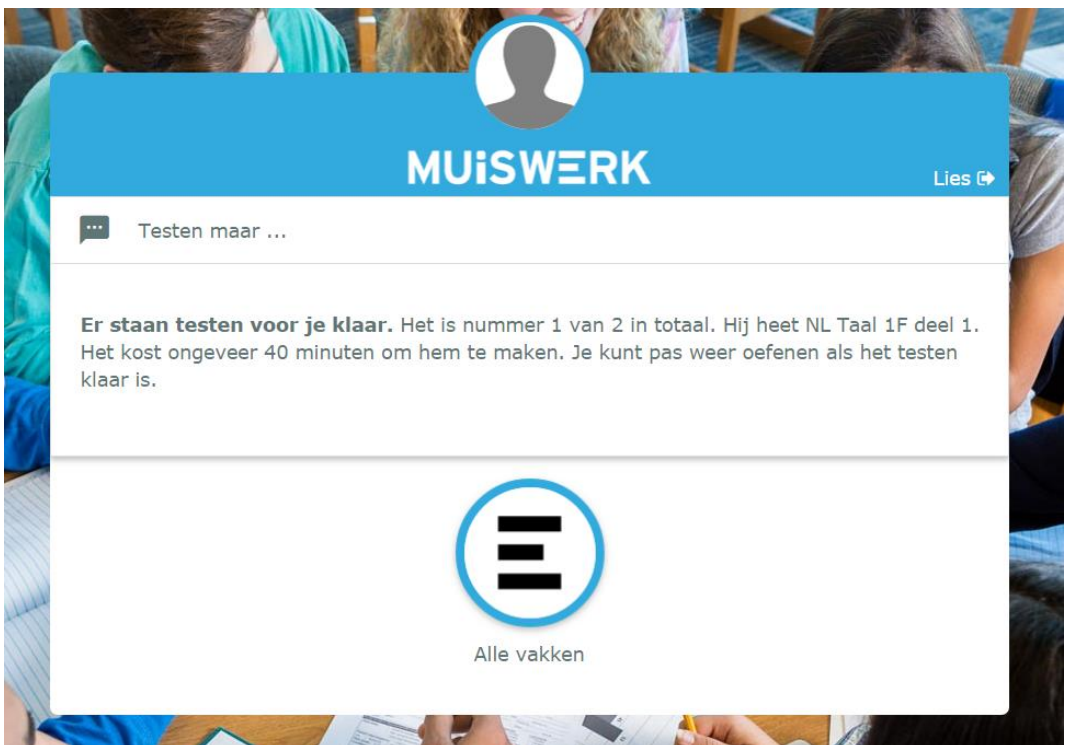 MUiSWERK
Lies
Testen maar ...
Er staan testen voor je klaar. Het is nummer 1 van 2 in totaal. Hij heet NL Taal 1F deel 1.
Het kost ongeveer 40 minuten om hem te maken. Je kunt pas weer oefenen als het testen
klaar is.
Alle vakken